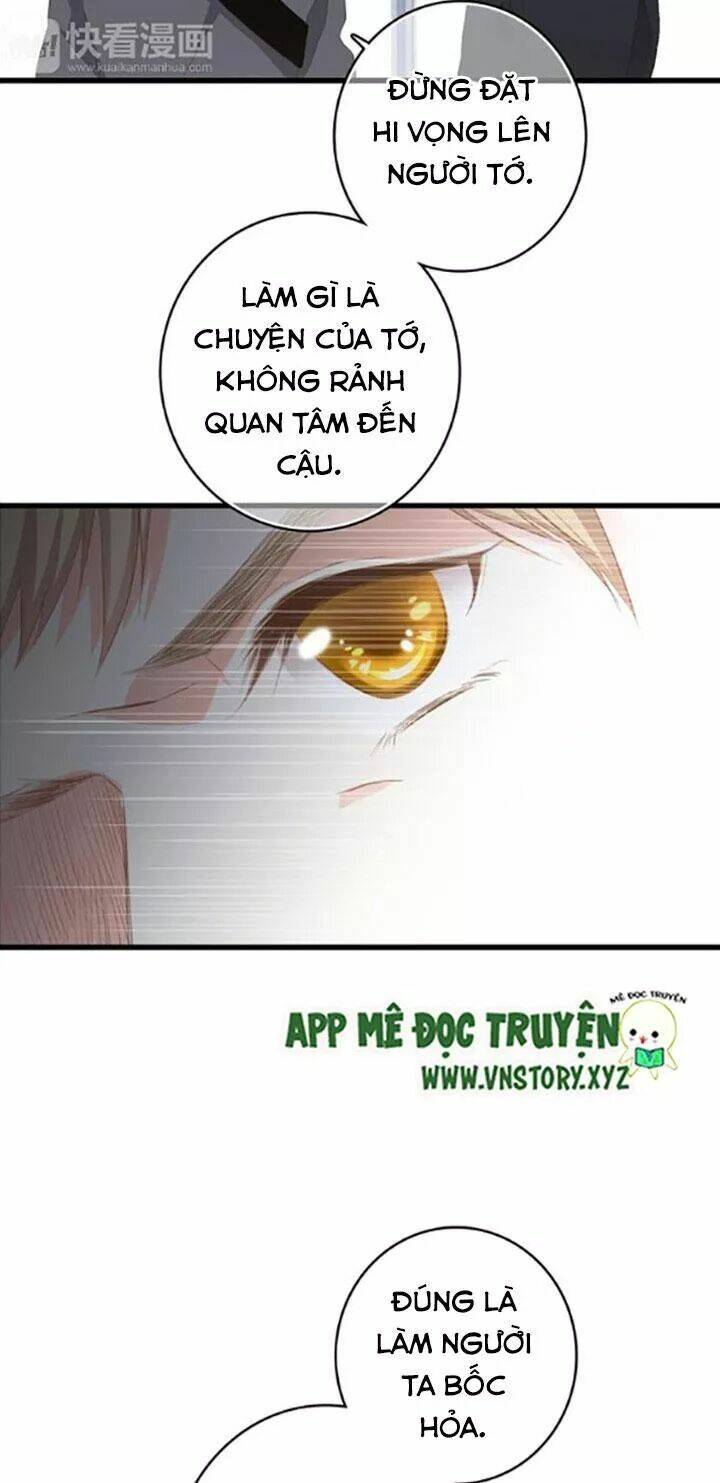 快看漫画
www.kuaikanmanhua.com
ĐỪNG ĐẶT
HI VỌNG LÊN
NGƯỜI TỚ.
LÀM GÌ LÀ
CHUYỆN CỦA TỚ,
KHÔNG RẢNH
QUAN TÂM ĐẾN
CẬU.
MÊ ĐỌC TRUYỆN
APP MÊ ĐỌC TRUYỆN
WWW.VNSTORY.XYZ
ĐÚNG LÀ
LÀM NGƯỜI
TA BỐC
HỎA.